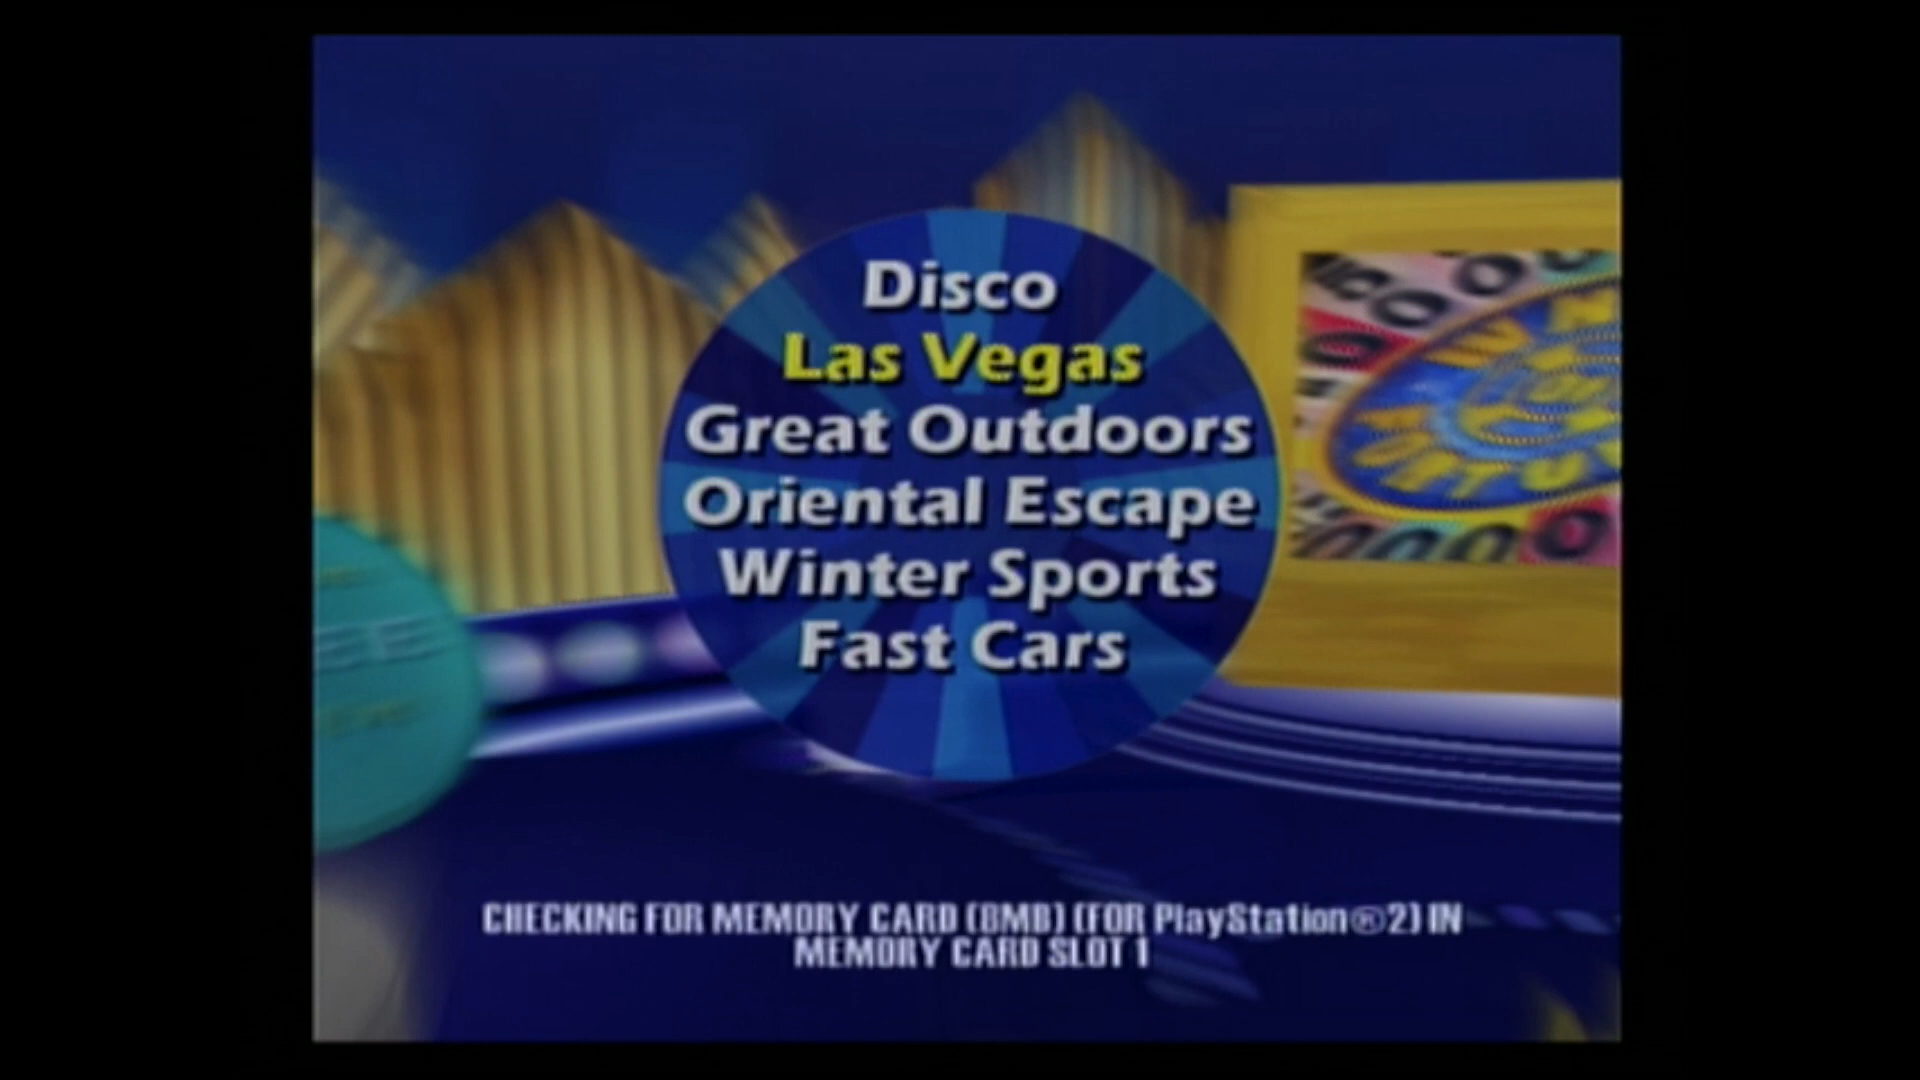 Disco
Las Vegas
Great Outdoors
Oriental Escape
Winter Sports
Fast Cars
CHECKING FOR MEMORY CARD (8MB) (FOR PlayStation®2) IN
MEMORY CARD SLOT 1